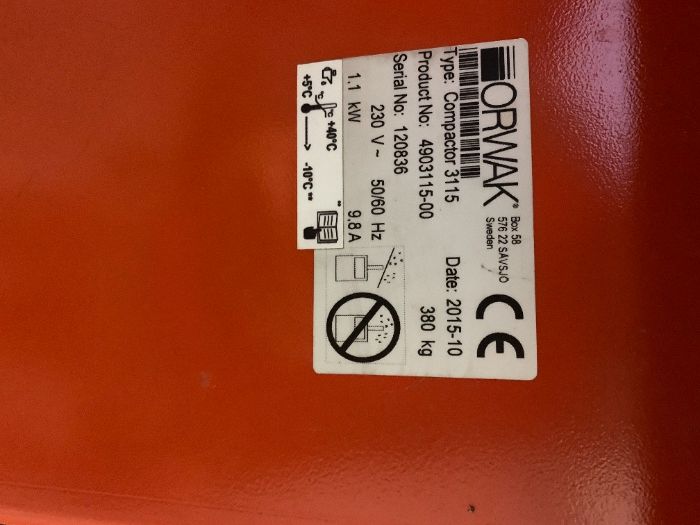 ORWAK®
Box 58
576 22 SÄVSJÖ
Sweden
CE
Type: Compactor 3115
Date: 2015-10
Product No: 4903115-00
380 kg
Serial No: 120836
230 V ~ 50/60 Hz
1.1 kW
9,8 A
°C
°C +40°C
+5°C
-10°C **
**